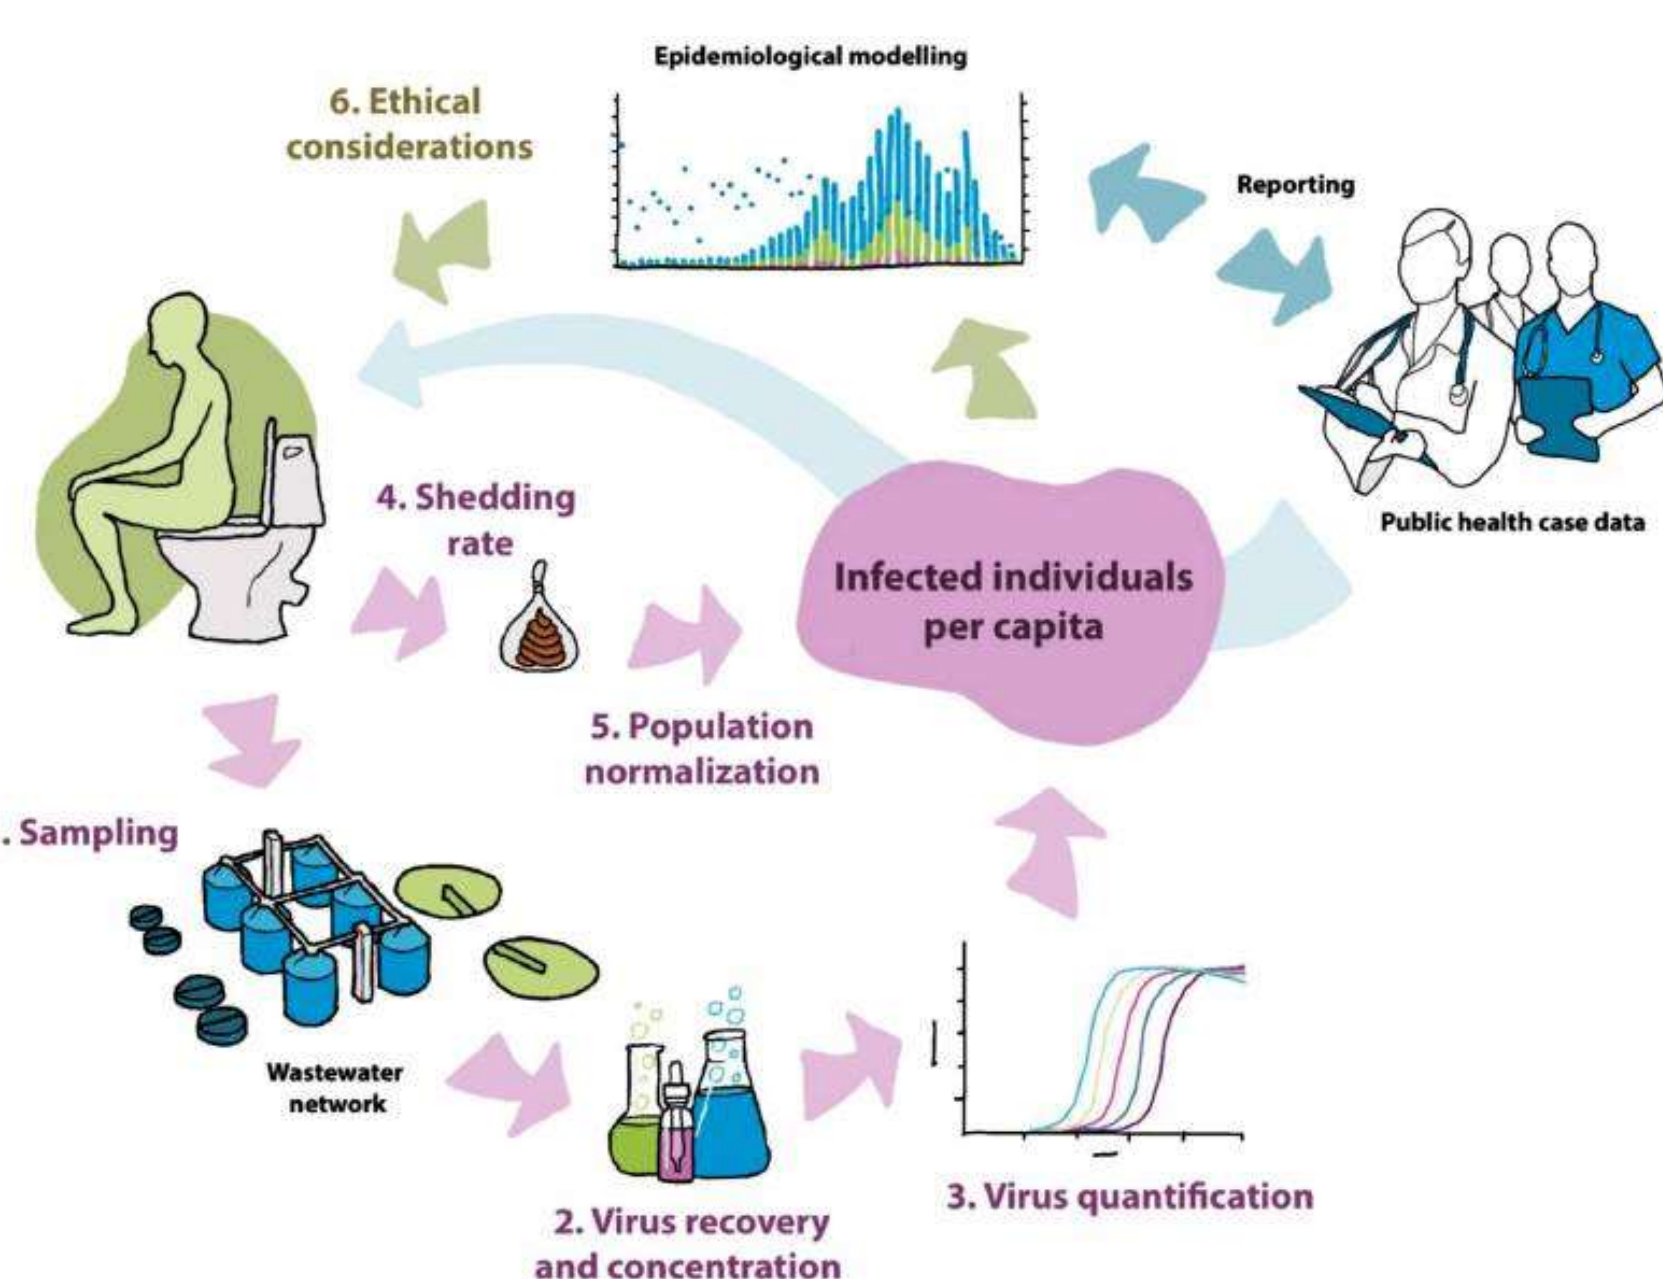 Epidemiological modelling
6. Ethical
considerations
Reporting
Public health case data
4. Shedding
rate
Infected individuals
per capita
5. Population
normalization
. Sampling
Wastewater
network
2. Virus recovery
and concentration
3. Virus quantification